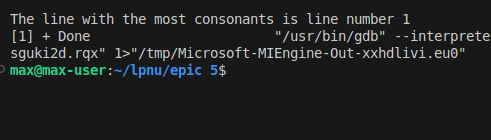 The line with the most consonants is line number 1
[1] + Done                       "/usr/bin/gdb" --interprete
sguki2d.rqx" 1>"/tmp/Microsoft-MIEngine-Out-xxhdlivi.eu0"
max@max-user:~/lpnu/epic 5$